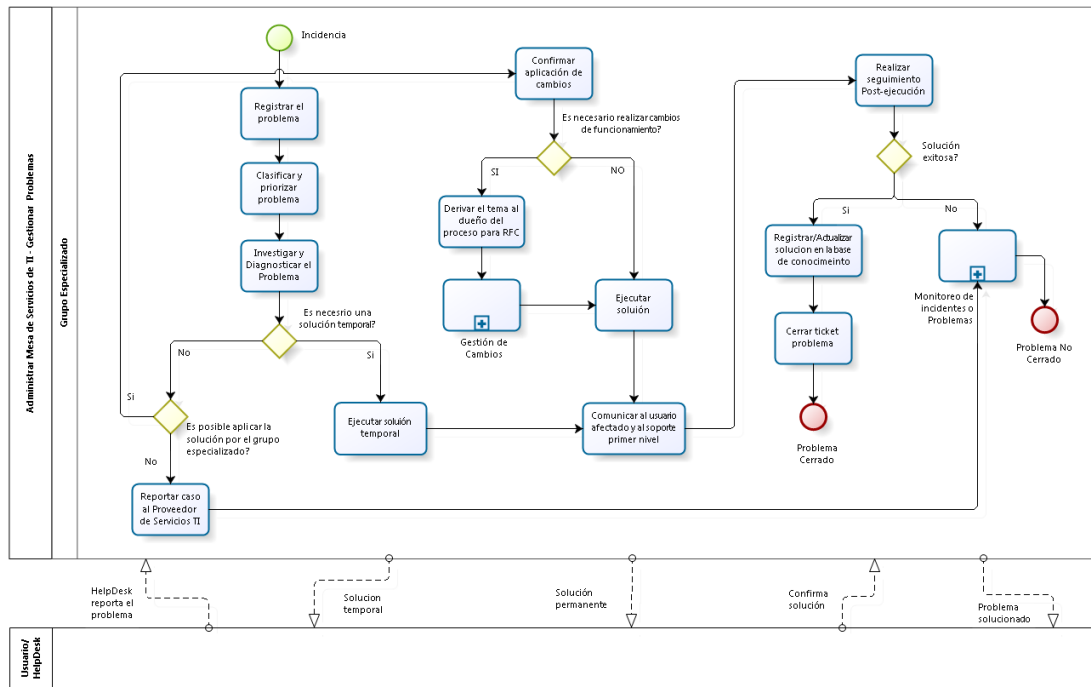 Administrar Mesa de Servicios de TI - Gestionar Problemas
Grupo Especializado
Incidencia
Registrar el
problema
Clasificar y
priorizar
problema
Investigar y
Diagnosticar el
Problema
Es necesrio una
solución temporal?
No
Si
Si
Es posible aplicar la
solución por el grupo
especializado?
No
Reportar caso
al Proveedor
de Servicios TI
Ejecutar soluión
temporal
Confirmar
aplicación de
cambios
Es necesario realizar cambios
de funcionamiento?
SI
NO
Derivar el tema al
dueño del
proceso para RFC
Gestión de
Cambios
Ejecutar
soluión
Comunicar al usuario
afectado y al soporte
primer nivel
Realizar
seguimiento
Post-ejecución
Solución
exitosa?
Si
No
Registrar/Actualizar
solucion en la base
de conocimeinto
Cerrar ticket
problema
Problema
Cerrado
Monitoreo de
incidentes o
Problemas
Problema No
Cerrado
HelpDesk
reporta el
problema
Solucion
temporal
Solución
permanente
Confirma
solución
Problema
solucionado
Usuario/
HelpDesk